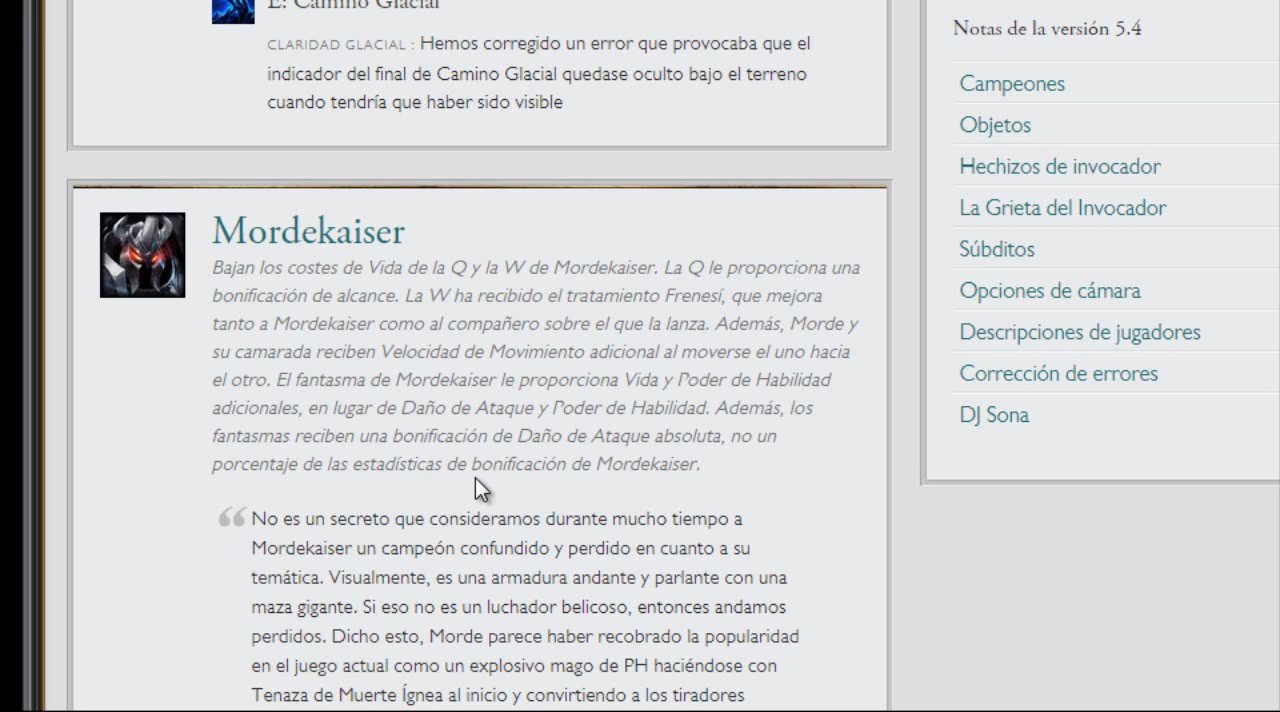 E: Camino Glacial
CLARIDAD GLACIAL : Hemos corregido un error que provocaba que el
indicador del final de Camino Glacial quedase oculto bajo el terreno
cuando tendría que haber sido visible
Mordekaiser
Bajan los costes de Vida de la Q y la W de Mordekaiser. La Q le proporciona una
bonificación de alcance. La W ha recibido el tratamiento Frenesí, que mejora
tanto a Mordekaiser como al compañero sobre el que la lanza. Además, Morde y
su camarada reciben Velocidad de Movimiento adicional al moverse el uno hacia
el otro. El fantasma de Mordekaiser le proporciona Vida y Poder de Habilidad
adicionales, en lugar de Daño de Ataque y Poder de Habilidad. Además, los
fantasmas reciben una bonificación de Daño de Ataque absoluta, no un
porcentaje de las estadísticas de bonificación de Mordekaiser.
“ No es un secreto que consideramos durante mucho tiempo a
Mordekaiser un campeón confundido y perdido en cuanto a su
temática. Visualmente, es una armadura andante y parlante con una
maza gigante. Si eso no es un luchador belicoso, entonces andamos
perdidos. Dicho esto, Morde parece haber recobrado la popularidad
en el juego actual como un explosivo mago de PH haciéndose con
Tenaza de Muerte Ígnea al inicio y convirtiendo a los tiradores
Notas de la versión 5.4
Campeones
Objetos
Hechizos de invocador
La Grieta del Invocador
Súbditos
Opciones de cámara
Descripciones de jugadores
Corrección de errores
DJ Sona